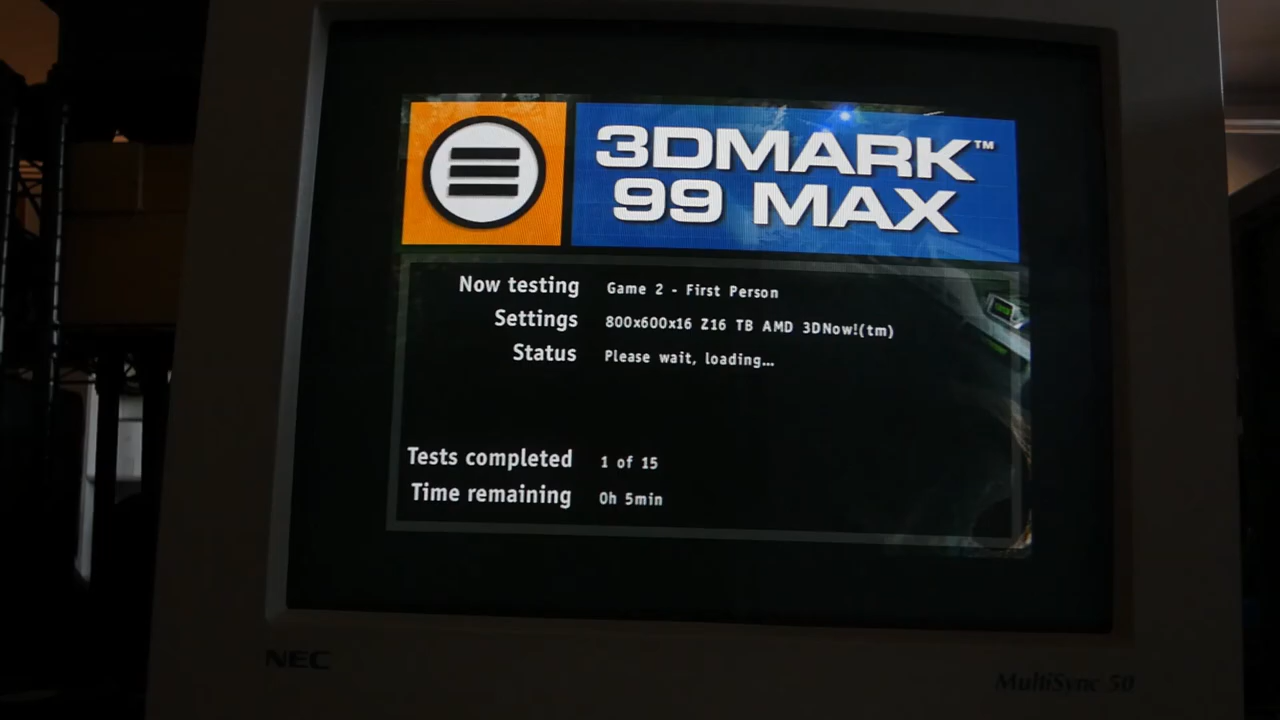 3DMARK™
99 MAX
Now testing Game 2 - First Person
Settings 800x600x16 Z16 TB AMD 3DNow!(tm)
Status Please wait, loading...
Tests completed 1 of 15
Time remaining 0h 5min
NEC
MultiSync 50